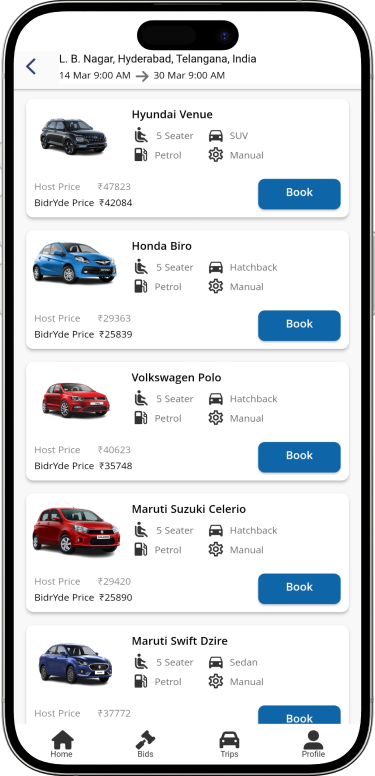 L. B. Nagar, Hyderabad, Telangana, India
14 Mar 9:00 AM → 30 Mar 9:00 AM
Hyundai Venue
5 Seater SUV
Petrol Manual
Host Price ₹47823
BidrYde Price ₹42084
Book
Honda Biro
5 Seater Hatchback
Petrol Manual
Host Price ₹29363
BidrYde Price ₹25839
Book
Volkswagen Polo
5 Seater Hatchback
Petrol Manual
Host Price ₹40623
BidrYde Price ₹35748
Book
Maruti Suzuki Celerio
5 Seater Hatchback
Petrol Manual
Host Price ₹29420
BidrYde Price ₹25890
Book
Maruti Swift Dzire
5 Seater Sedan
Petrol Manual
Host Price ₹37772
Book
Home Bids Trips Profile